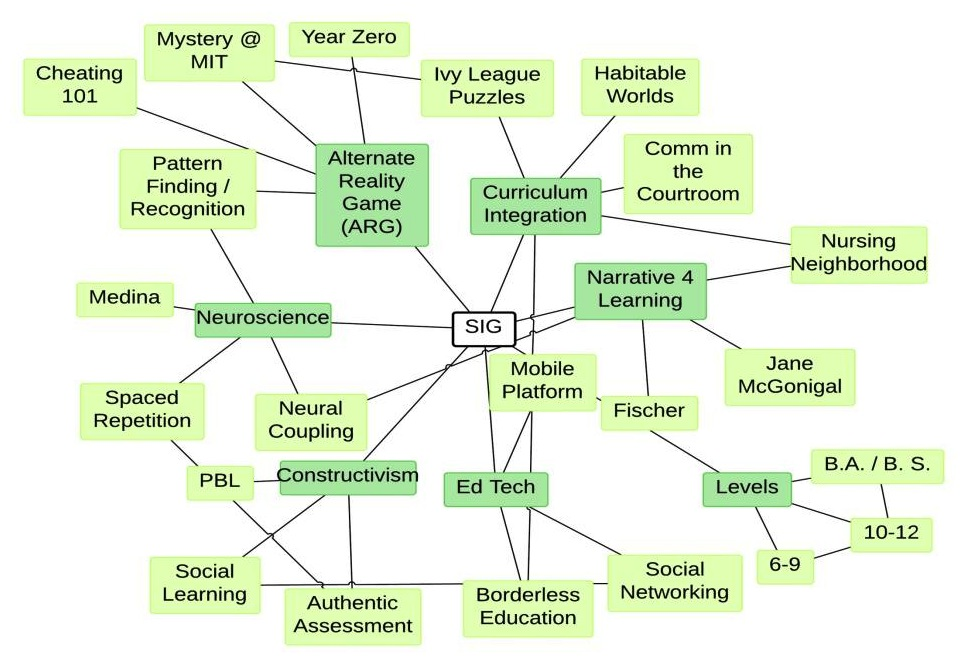 Mystery @
MIT
Year Zero
Cheating
101
Ivy League
Puzzles
Habitable
Worlds
Pattern
Finding /
Recognition
Alternate
Reality
Game
(ARG)
Curriculum
Integration
Comm in
the
Courtroom
Nursing
Neighborhood
Medina
Neuroscience
SIG
Narrative 4
Learning
Mobile
Platform
Jane
McGonigal
Spaced
Repetition
Neural
Coupling
Fischer
PBL
Constructivism
Ed Tech
Levels
B.A. / B. S.
10-12
6-9
Social
Learning
Authentic
Assessment
Borderless
Education
Social
Networking